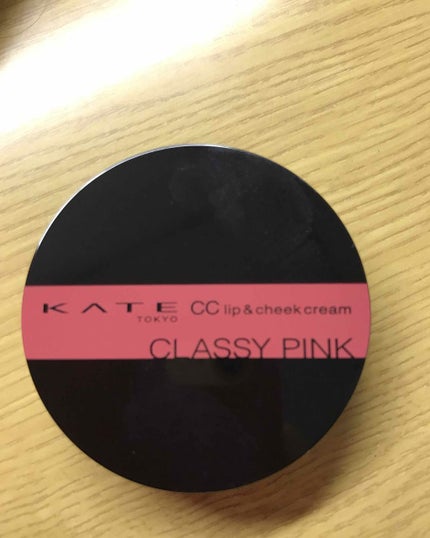 KATE CC lip & cheek cream
TOKYO
CLASSY PINK